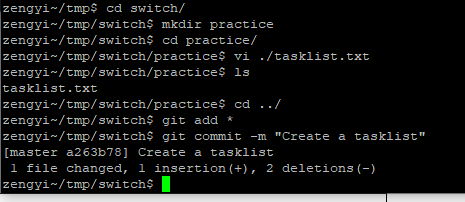 zengyi~/tmp$ cd switch/
zengyi~/tmp/switch$ mkdir practice
zengyi~/tmp/switch$ cd practice/
zengyi~/tmp/switch/practice$ vi ./tasklist.txt
zengyi~/tmp/switch/practice$ ls
tasklist.txt
zengyi~/tmp/switch/practice$ cd ../
zengyi~/tmp/switch$ git add *
zengyi~/tmp/switch$ git commit -m "Create a tasklist"
[master a263b78] Create a tasklist
 1 file changed, 1 insertion(+), 2 deletions(-)
zengyi~/tmp/switch$